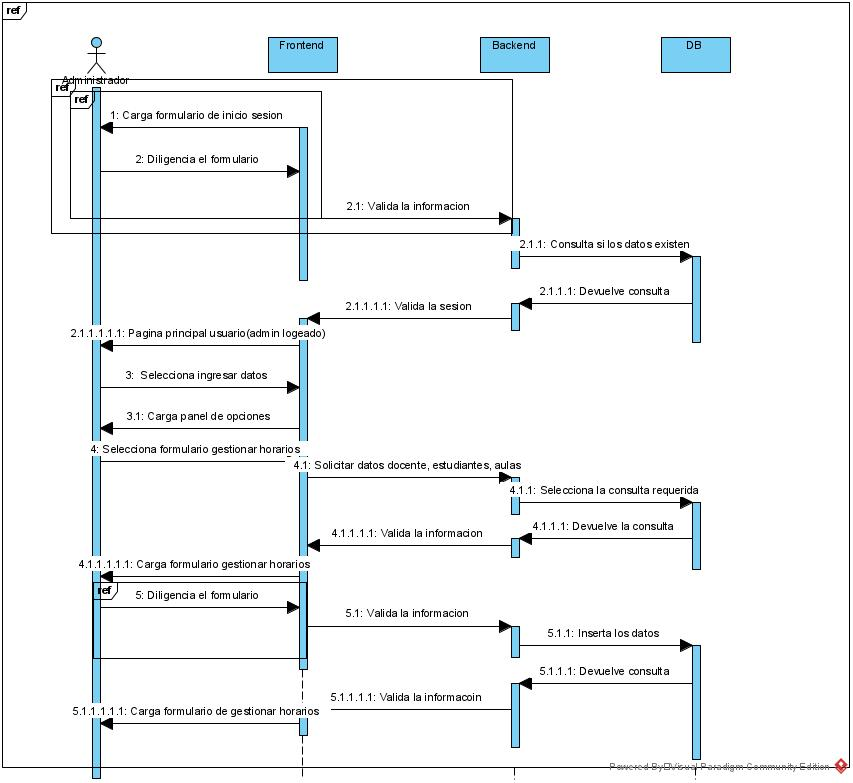 ref
Frontend
Backend
DB
Administrador
ref
ref
1: Carga formulario de inicio sesion
2: Diligencia el formulario
2.1: Valida la informacion
2.1.1: Consulta si los datos existen
2.1.1.1: Devuelve consulta
2.1.1.1.1: Valida la sesion
2.1.1.1.1.1: Pagina principal usuario(admin logeado)
3: Selecciona ingresar datos
3.1: Carga panel de opciones
4: Selecciona formulario gestionar horarios
4.1: Solicitar datos docente, estudiantes, aulas
4.1.1: Selecciona la consulta requerida
4.1.1.1: Devuelve la consulta
4.1.1.1.1: Valida la informacion
4.1.1.1.1.1: Carga formulario gestionar horarios
ref
5: Diligencia el formulario
5.1: Valida la informacion
5.1.1: Inserta los datos
5.1.1.1: Devuelve consulta
5.1.1.1.1: Valida la informacoin
5.1.1.1.1.1: Carga formulario de gestionar horarios
Powered By Visual Paradigm Community Edition